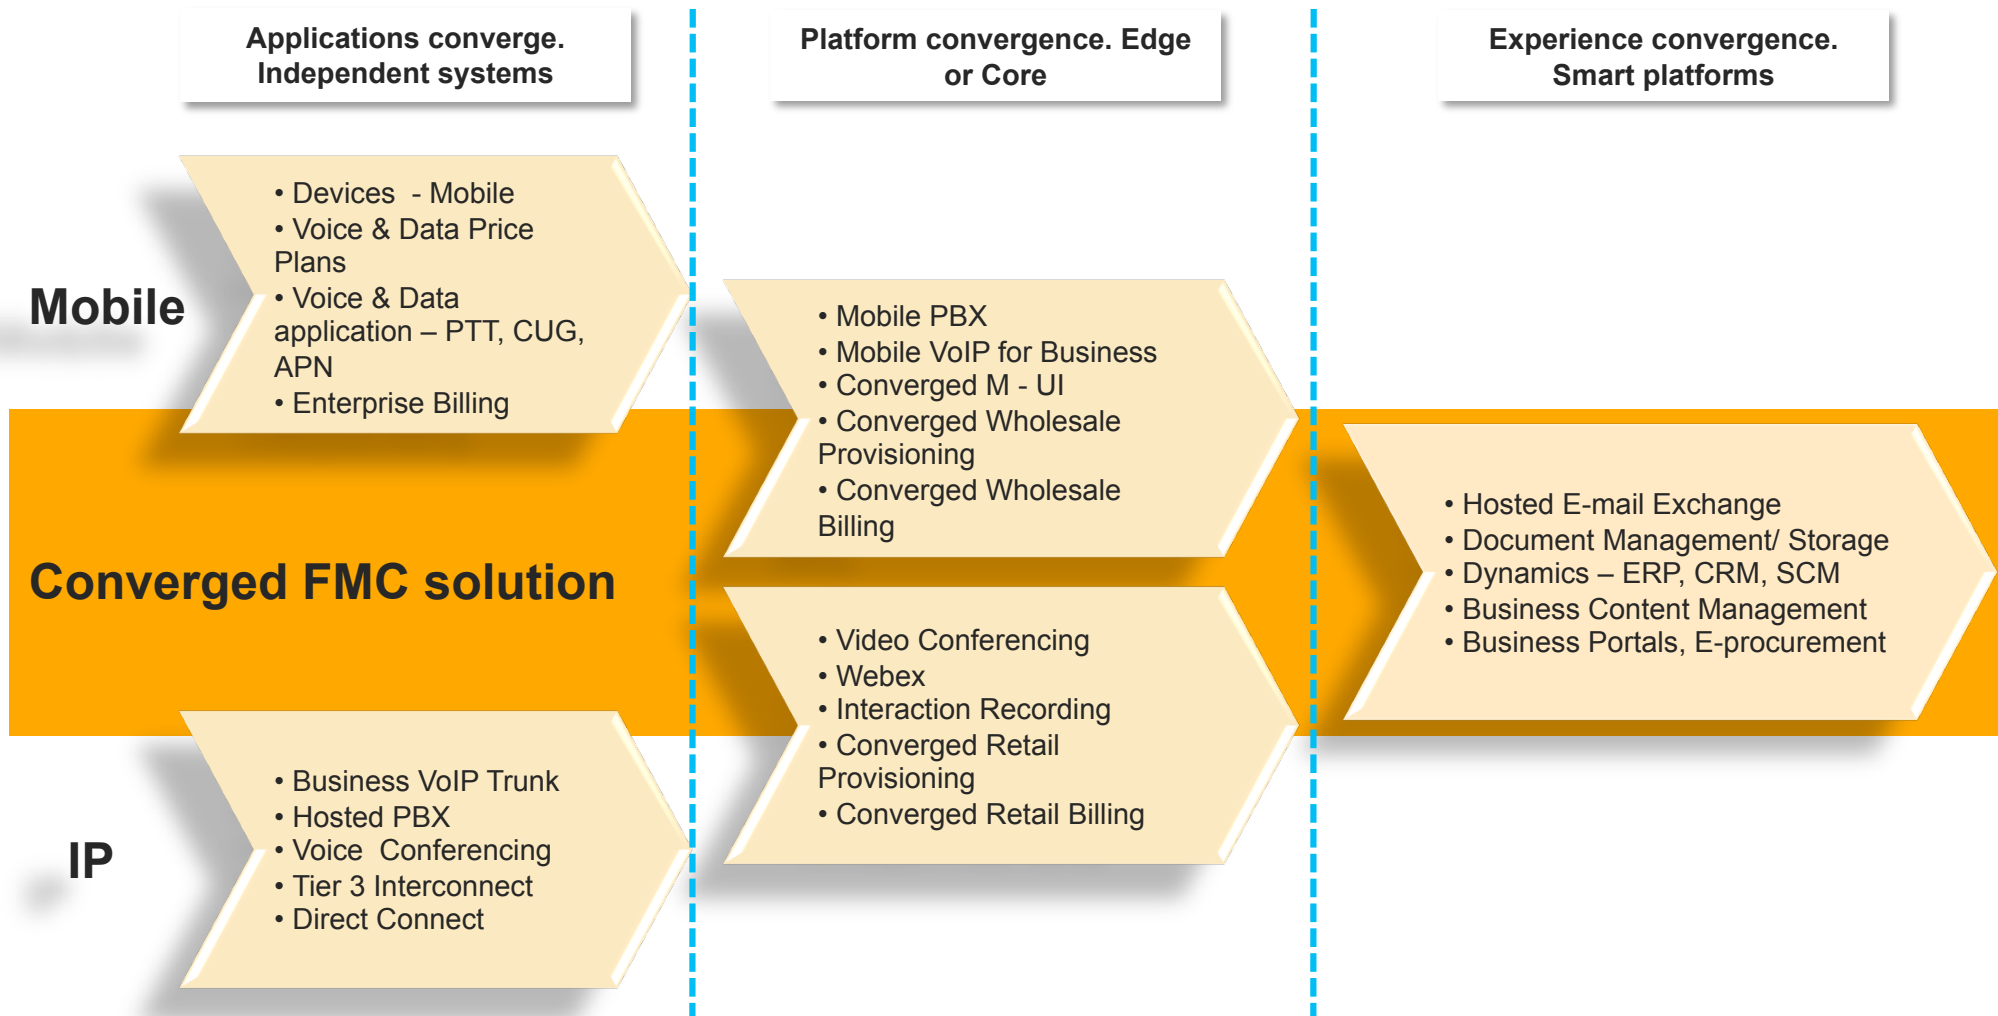 Applications converge.
Independent systems
Platform convergence. Edge
or Core
Experience convergence.
Smart platforms
Mobile
• Devices  - Mobile
• Voice & Data Price
Plans
• Voice & Data
application – PTT, CUG,
APN
• Enterprise Billing
• Mobile PBX
• Mobile VoIP for Business
• Converged M - UI
• Converged Wholesale
Provisioning
• Converged Wholesale
Billing
Converged FMC solution
• Hosted E-mail Exchange
• Document Management/ Storage
• Dynamics – ERP, CRM, SCM
• Business Content Management
• Business Portals, E-procurement
• Video Conferencing
• Webex
• Interaction Recording
• Converged Retail
Provisioning
• Converged Retail Billing
IP
• Business VoIP Trunk
• Hosted PBX
• Voice  Conferencing
• Tier 3 Interconnect
• Direct Connect